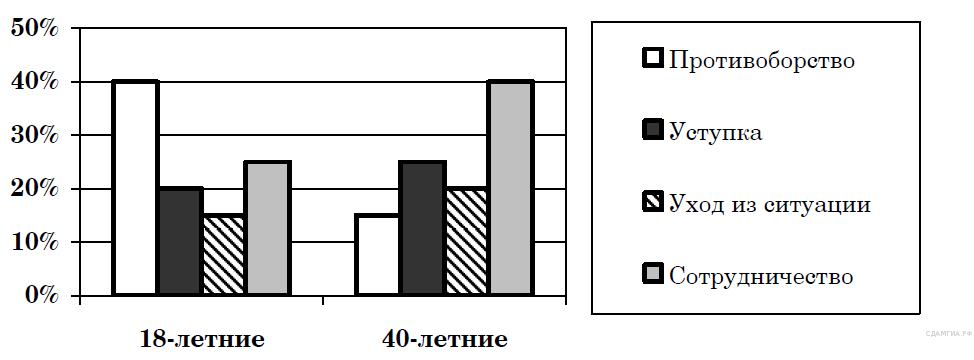 50%
40%
30%
20%
10%
0%
18-летние
40-летние
Противоборство
Уступка
Уход из ситуации
Сотрудничество
СДАМГИА.РФ